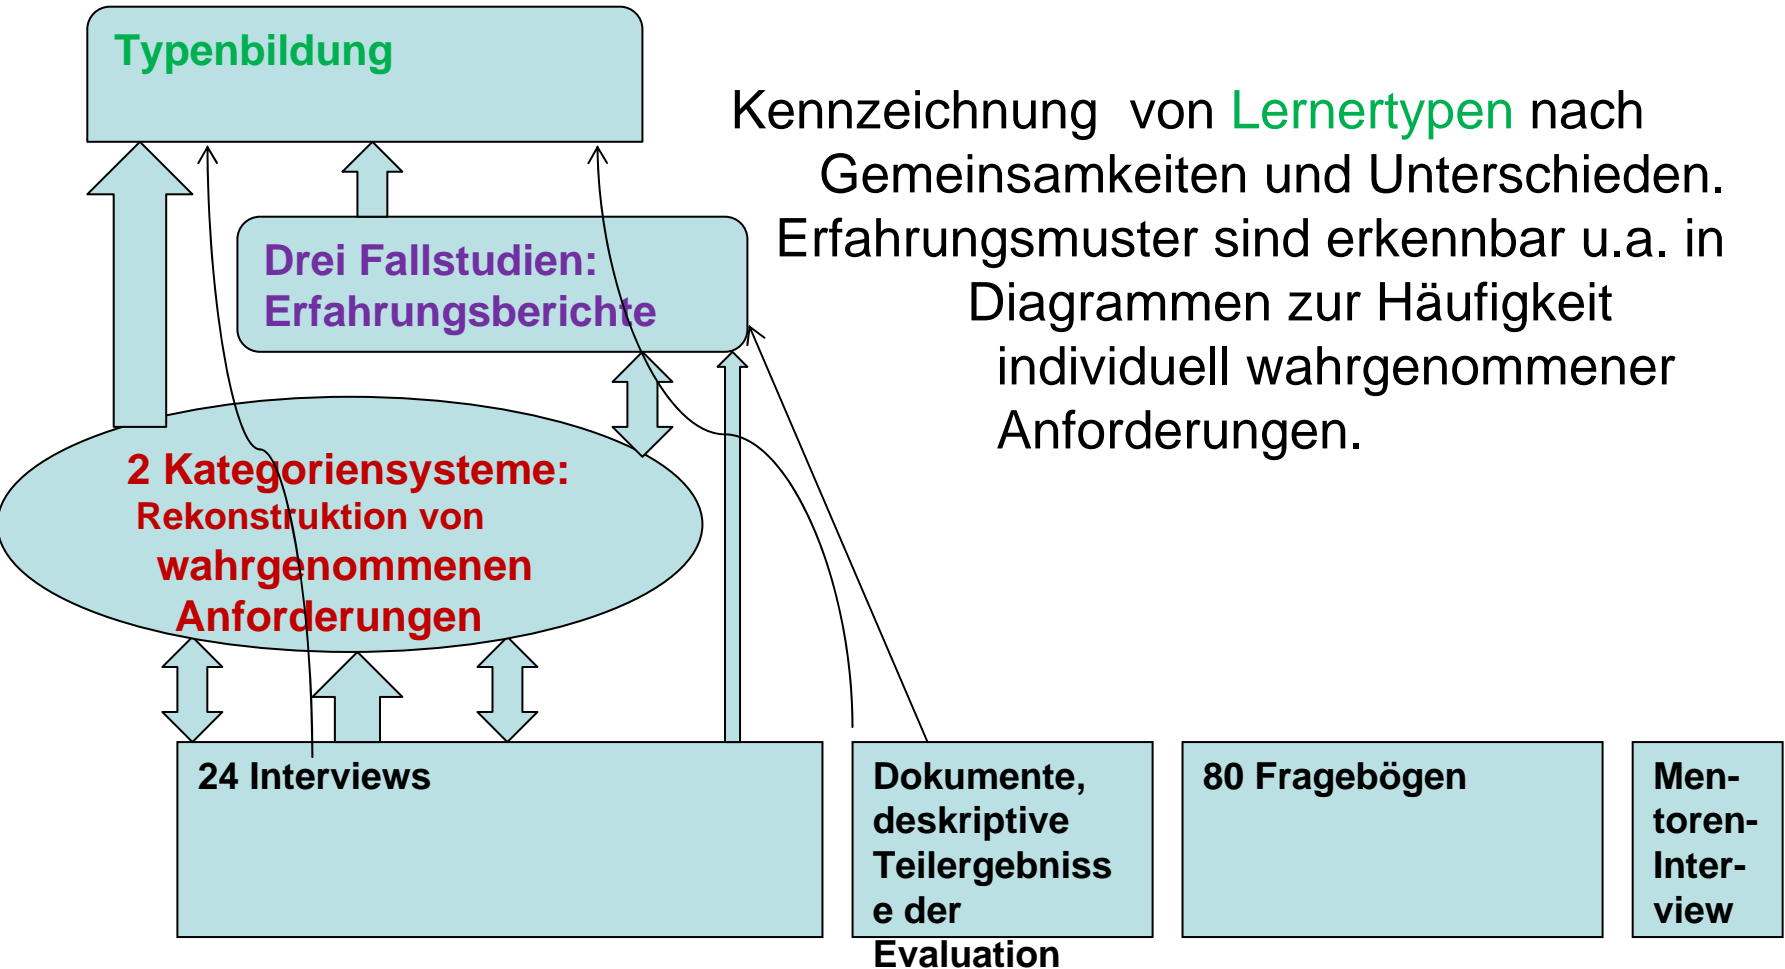 Typenbildung
Kennzeichnung von Lernertypen nach
Gemeinsamkeiten und Unterschieden.
Erfahrungsmuster sind erkennbar u.a. in
Diagrammen zur Häufigkeit
individuell wahrgenommener
Anforderungen.
Drei Fallstudien:
Erfahrungsberichte
2 Kategoriensysteme:
Rekonstruktion von
wahrgenommenen
Anforderungen
24 Interviews
Dokumente,
deskriptive
Teilergebniss
e der
Evaluation
80 Fragebögen
Men-
toren-
Inter-
view